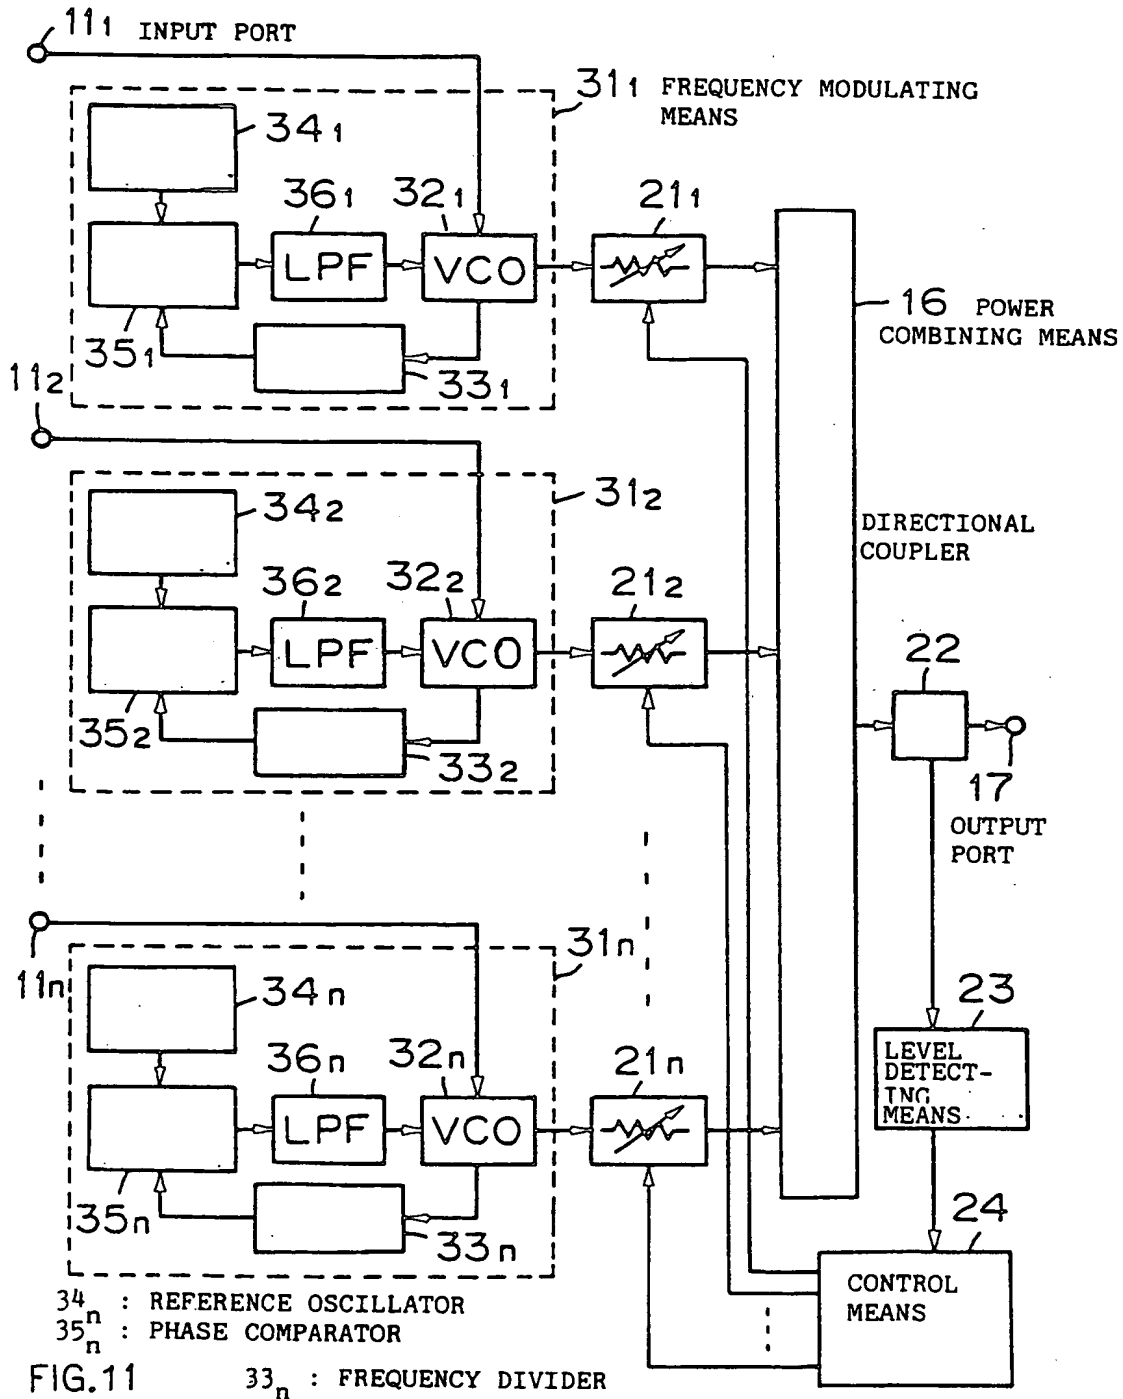 11₁ INPUT PORT
31₁ FREQUENCY MODULATING
MEANS
34₁
36₁
32₁
21₁
LPF
VCO
16 POWER
COMBINING MEANS
35₁
33₁
11₂
31₂
34₂
DIRECTIONAL
COUPLER
36₂
32₂
21₂
LPF
VCO
22
35₂
33₂
17
OUTPUT
PORT
11n
31n
34n
23
36n
32n
21n
LEVEL
DETECT-
ING
MEANS
LPF
VCO
35n
33n
24
CONTROL
MEANS
34n : REFERENCE OSCILLATOR
35n : PHASE COMPARATOR
FIG.11
33n : FREQUENCY DIVIDER